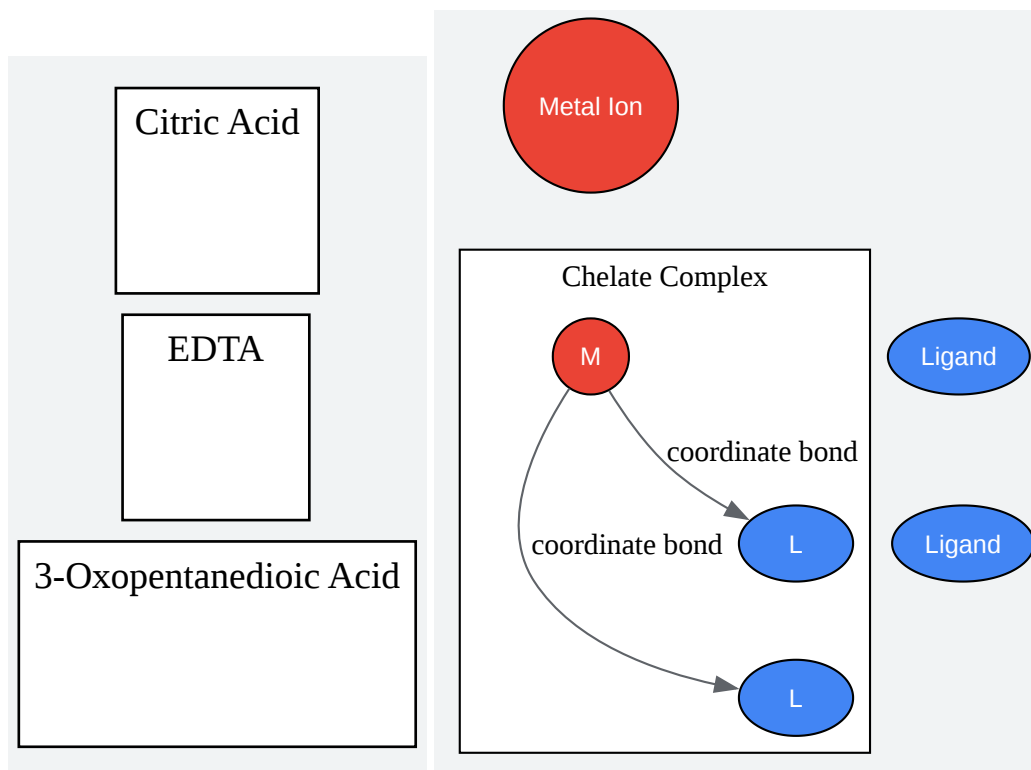 Citric Acid
EDTA
3-Oxopentanedioic Acid
Metal Ion
Chelate Complex
M
Ligand
coordinate bond
coordinate bond
L
Ligand
L